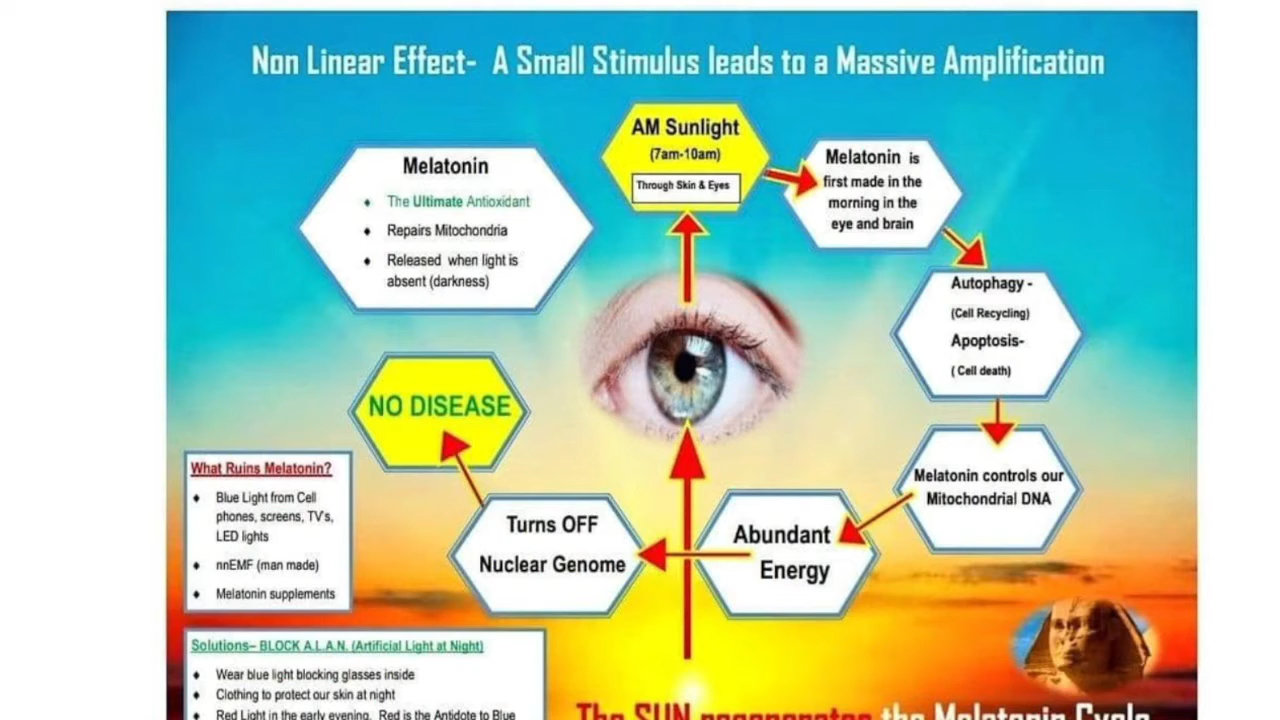 Non Linear Effect- A Small Stimulus leads to a Massive Amplification
AM Sunlight
(7am-10am)
Through Skin & Eyes
Melatonin is
first made in the
morning in the
eye and brain
Melatonin
The Ultimate Antioxidant
Repairs Mitochondria
Released when light is
absent (darkness)
Autophagy -
(Cell Recycling)
Apoptosis-
( Cell death)
Melatonin controls our
Mitochondrial DNA
Abundant
Energy
Turns OFF
Nuclear Genome
NO DISEASE
What Ruins Melatonin?
Blue Light from Cell
phones, screens, TV's,
LED lights
nnEMF (man made)
Melatonin supplements
Solutions– BLOCK A.L.A.N. (Artificial Light at Night)
Wear blue light blocking glasses inside
Clothing to protect our skin at night
Red Light in the early evening. Red is the Antidote to Blue
The SUN regenerates the Melatonin Cycle